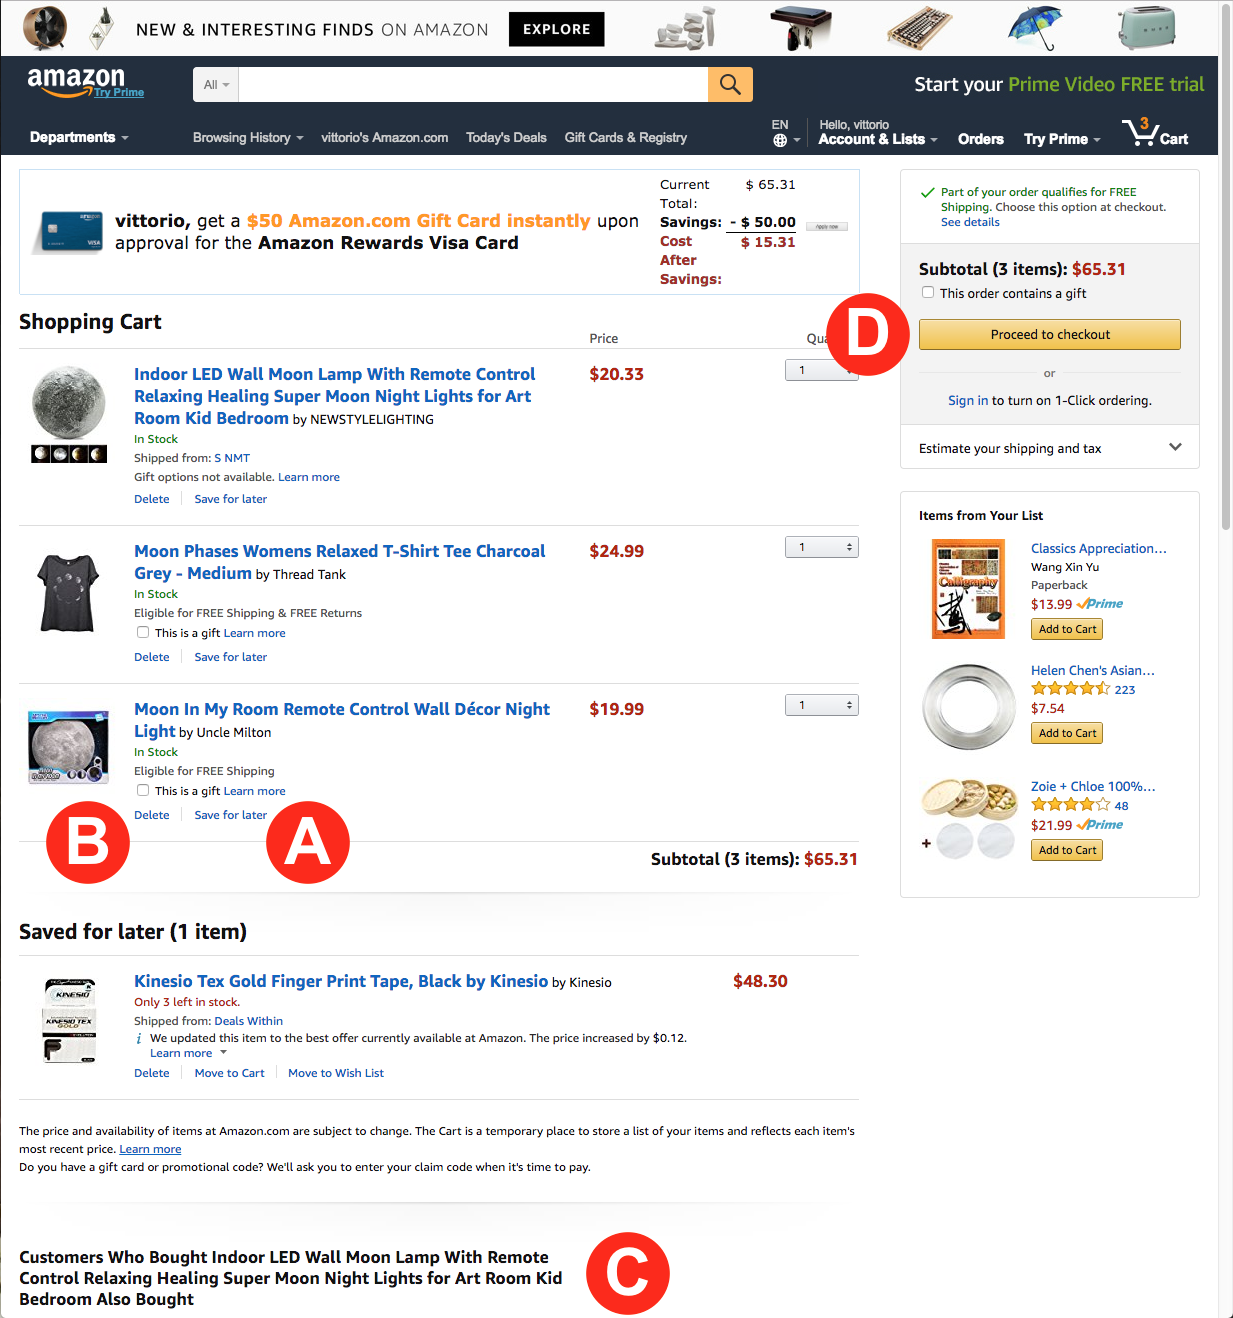 NEW & INTERESTING FINDS ON AMAZON EXPLORE
amazon
Try Prime
All
Start your Prime Video FREE trial
Departments
Browsing History
vittorio's Amazon.com
Today's Deals
Gift Cards & Registry
EN
Hello, vittorio
Account & Lists
Orders
Try Prime
3
Cart
vittorio, get a $50 Amazon.com Gift Card instantly upon
approval for the Amazon Rewards Visa Card
Current Total: $ 65.31
Savings: - $ 50.00
Cost After Savings: $ 15.31
Apply now
Part of your order qualifies for FREE
Shipping. Choose this option at checkout.
See details
Subtotal (3 items): $65.31
This order contains a gift
Proceed to checkout
or
Sign in to turn on 1-Click ordering.
Estimate your shipping and tax
Shopping Cart
Price
Qua
D
Indoor LED Wall Moon Lamp With Remote Control
Relaxing Healing Super Moon Night Lights for Art
Room Kid Bedroom by NEWSTYLELIGHTING
$20.33
1
In Stock
Shipped from: S NMT
Gift options not available. Learn more
Delete
Save for later
Moon Phases Womens Relaxed T-Shirt Tee Charcoal
Grey - Medium by Thread Tank
$24.99
1
In Stock
Eligible for FREE Shipping & FREE Returns
This is a gift Learn more
Delete
Save for later
Moon In My Room Remote Control Wall Décor Night
Light by Uncle Milton
$19.99
1
In Stock
Eligible for FREE Shipping
This is a gift Learn more
Delete
Save for later
B
A
Subtotal (3 items): $65.31
Items from Your List
Calligraphy
Classics Appreciation...
Wang Xin Yu
Paperback
$13.99 Prime
Add to Cart
Helen Chen's Asian...
223
$7.54
Add to Cart
Zoie + Chloe 100%...
48
$21.99 Prime
+
Add to Cart
Saved for later (1 item)
KINESIO
KINESIO TEX
GOLD
Kinesio Tex Gold Finger Print Tape, Black by Kinesio by Kinesio
$48.30
Only 3 left in stock.
Shipped from: Deals Within
i We updated this item to the best offer currently available at Amazon. The price increased by $0.12.
Learn more
Delete
Move to Cart
Move to Wish List
The price and availability of items at Amazon.com are subject to change. The Cart is a temporary place to store a list of your items and reflects each item's
most recent price. Learn more
Do you have a gift card or promotional code? We'll ask you to enter your claim code when it's time to pay.
Customers Who Bought Indoor LED Wall Moon Lamp With Remote
Control Relaxing Healing Super Moon Night Lights for Art Room Kid
Bedroom Also Bought
C